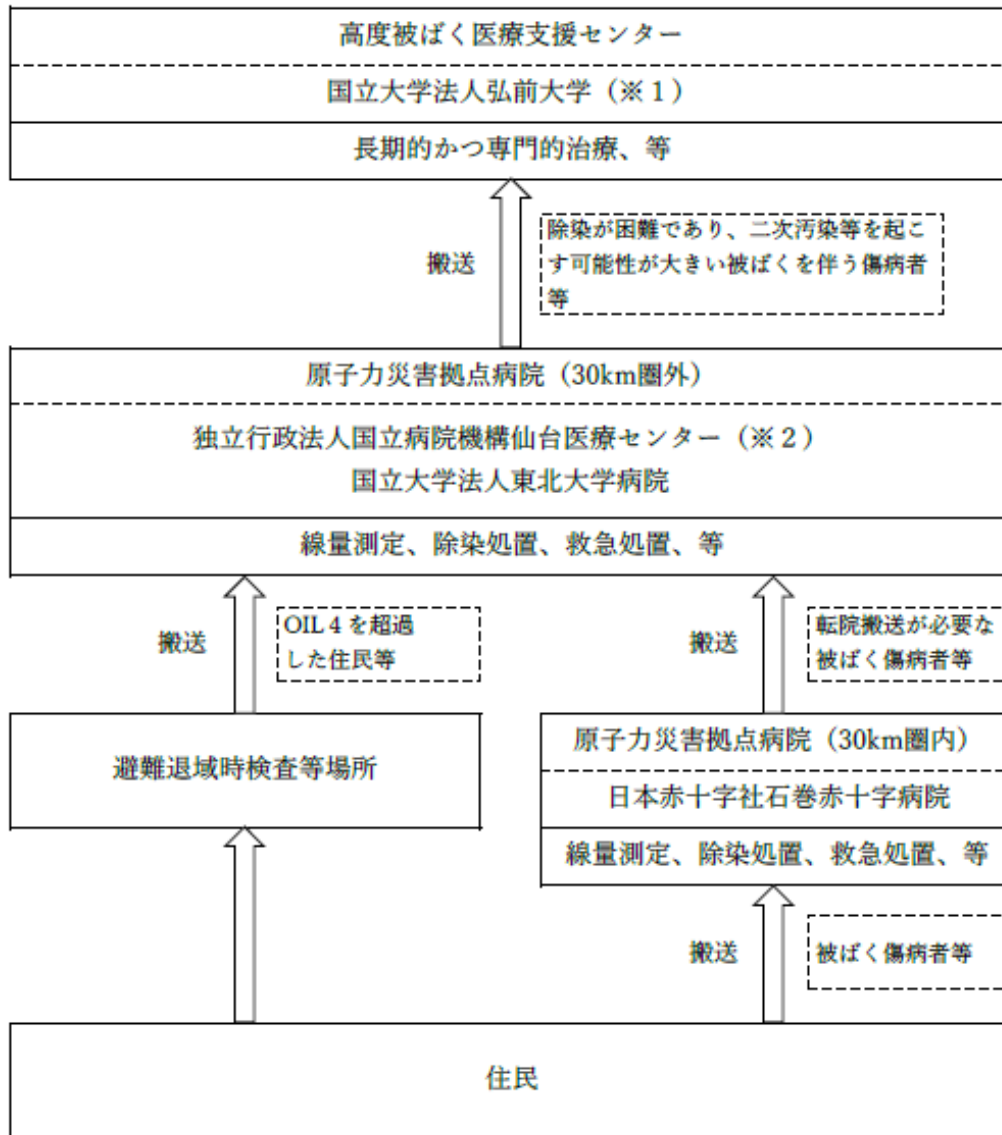 高度被ばく医療支援センター
国立大学法人弘前大学（※１）
長期的かつ専門的治療、等
搬送
除染が困難であり、二次汚染等を起こ
す可能性が大きい被ばくを伴う傷病者
等
原子力災害拠点病院（30km圏外）
独立行政法人国立病院機構仙台医療センター（※２）
国立大学法人東北大学病院
線量測定、除染処置、救急処置、等
搬送
OIL４を超過
した住民等
搬送
転院搬送が必要な
被ばく傷病者等
避難退域時検査等場所
原子力災害拠点病院（30km圏内）
日本赤十字社石巻赤十字病院
線量測定、除染処置、救急処置、等
搬送
被ばく傷病者等
住民